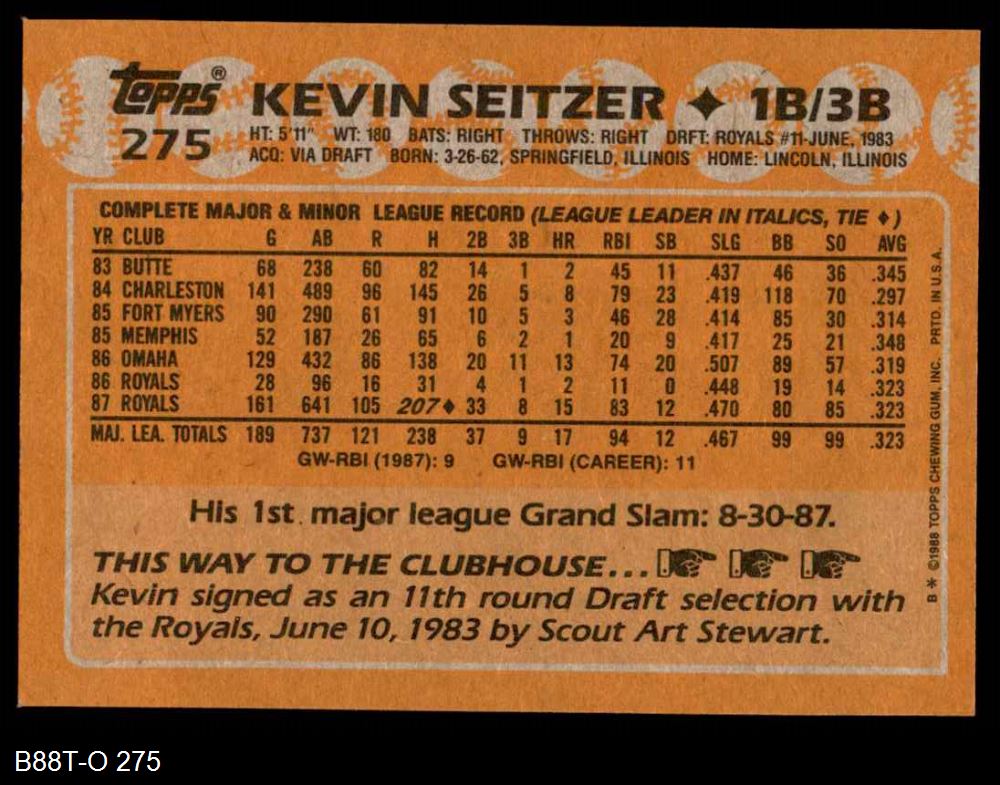 Topps® KEVIN SEITZER ✦ 1B/3B
275 HT: 5'11" WT: 180 BATS: RIGHT THROWS: RIGHT DRFT: ROYALS #11-JUNE, 1983
ACQ: VIA DRAFT BORN: 3-26-62, SPRINGFIELD, ILLINOIS HOME: LINCOLN, ILLINOIS
COMPLETE MAJOR & MINOR LEAGUE RECORD (LEAGUE LEADER IN ITALICS, TIE ♦)
YR CLUB G AB R H 2B 3B HR RBI SB SLG BB SO AVG
83 BUTTE 68 238 60 82 14 1 2 45 11 .437 46 36 .345
84 CHARLESTON 141 489 96 145 26 5 8 79 23 .419 118 70 .297
85 FORT MYERS 90 290 61 91 10 5 3 46 28 .414 85 30 .314
85 MEMPHIS 52 187 26 65 6 2 1 20 9 .417 25 21 .348
86 OMAHA 129 432 86 138 20 11 13 74 20 .507 89 57 .319
86 ROYALS 28 96 16 31 4 1 2 11 0 .448 19 14 .323
87 ROYALS 161 641 105 207♦ 33 8 15 83 12 .470 80 85 .323
MAJ. LEA. TOTALS 189 737 121 238 37 9 17 94 12 .467 99 99 .323
GW-RBI (1987): 9 GW-RBI (CAREER): 11
His 1st major league Grand Slam: 8-30-87.
THIS WAY TO THE CLUBHOUSE...
Kevin signed as an 11th round Draft selection with
the Royals, June 10, 1983 by Scout Art Stewart.
B* ©1988 TOPPS CHEWING GUM, INC. PRTD. IN U.S.A.
B88T-O 275